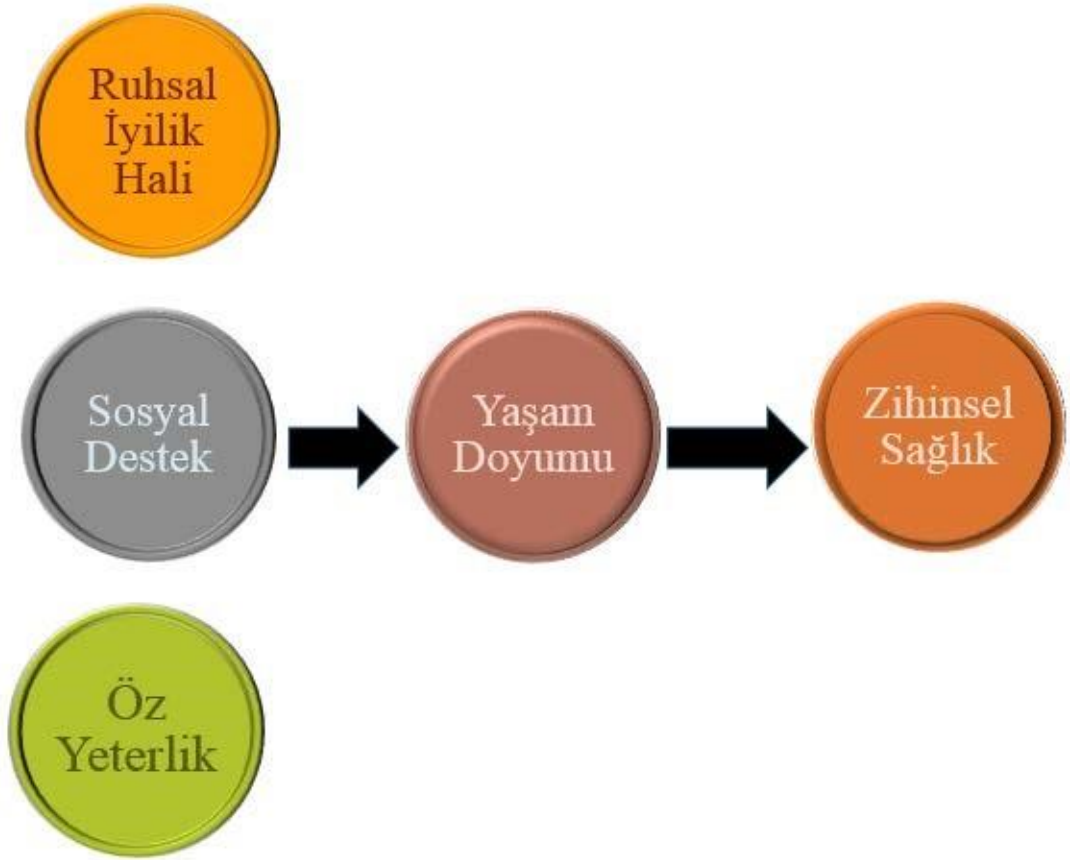 Ruhsal
İyilik
Hali
Sosyal
Destek
Yaşam
Doyumu
Zihinsel
Sağlık
Öz
Yeterlik